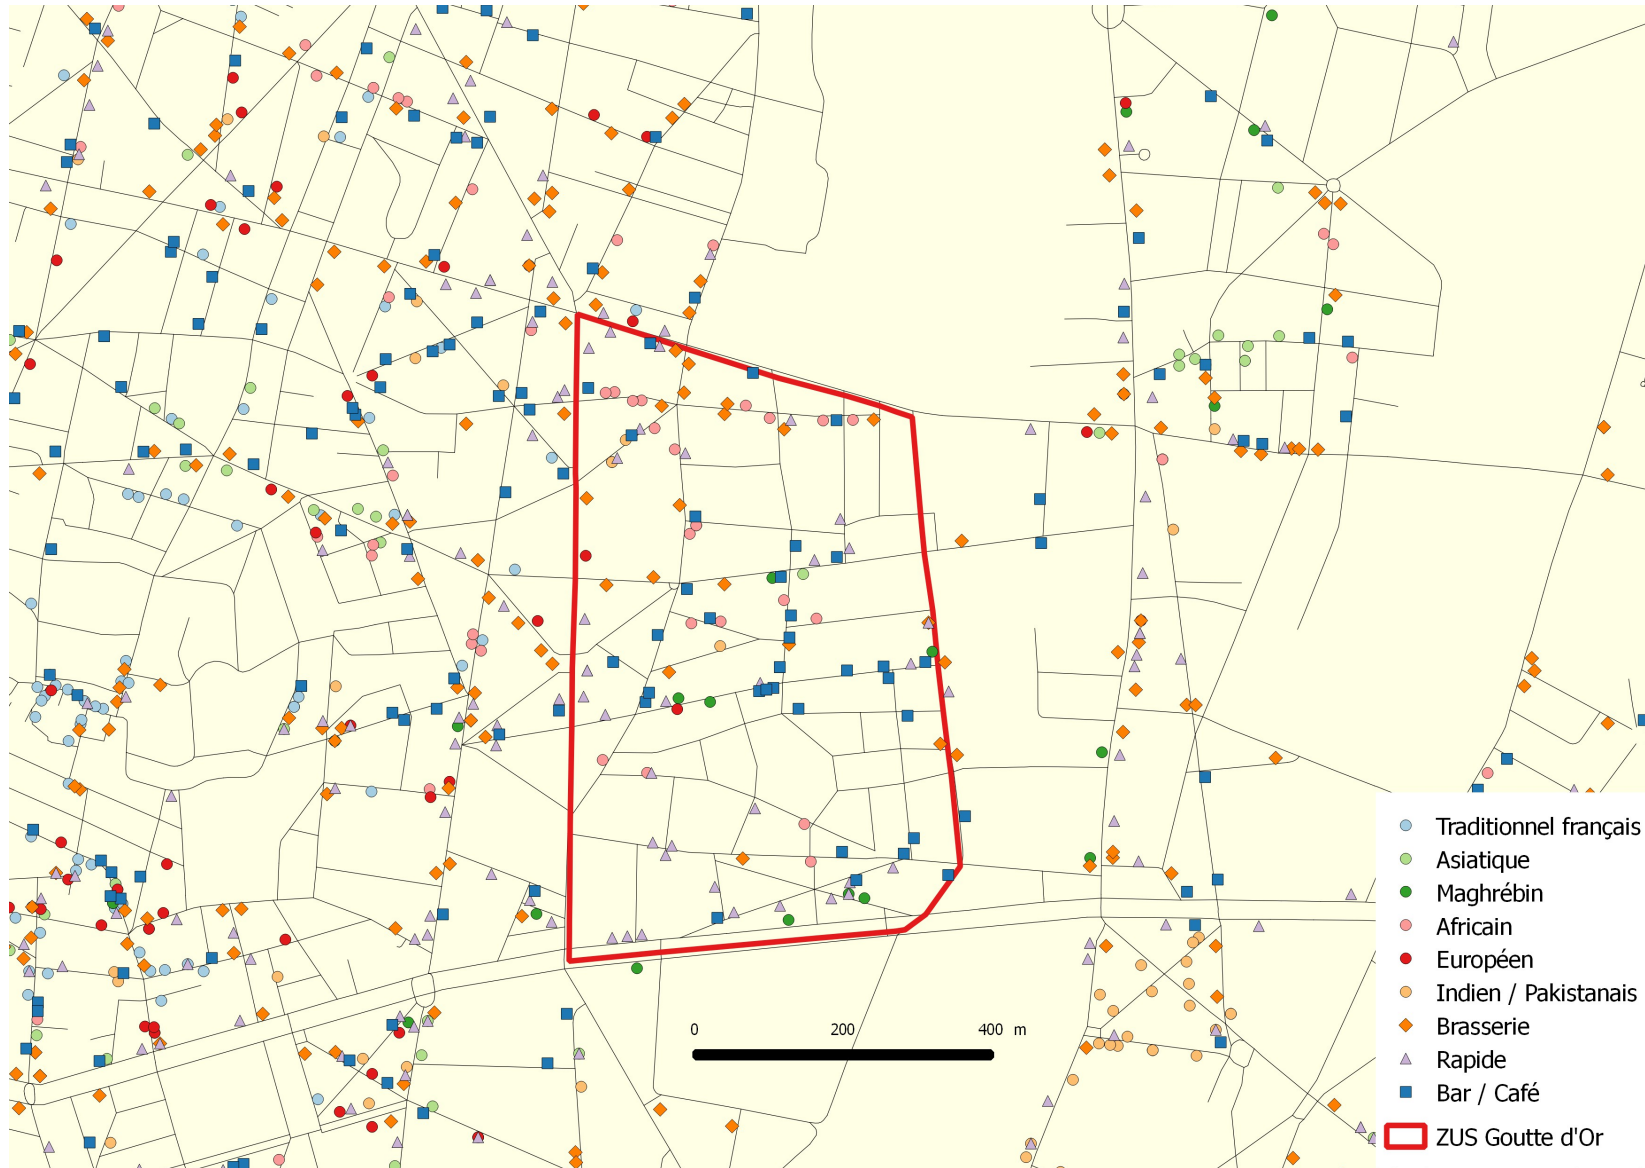 0 200 400 m
Traditionnel français
Asiatique
Maghrébin
Africain
Européen
Indien / Pakistanais
Brasserie
Rapide
Bar / Café
ZUS Goutte d'Or